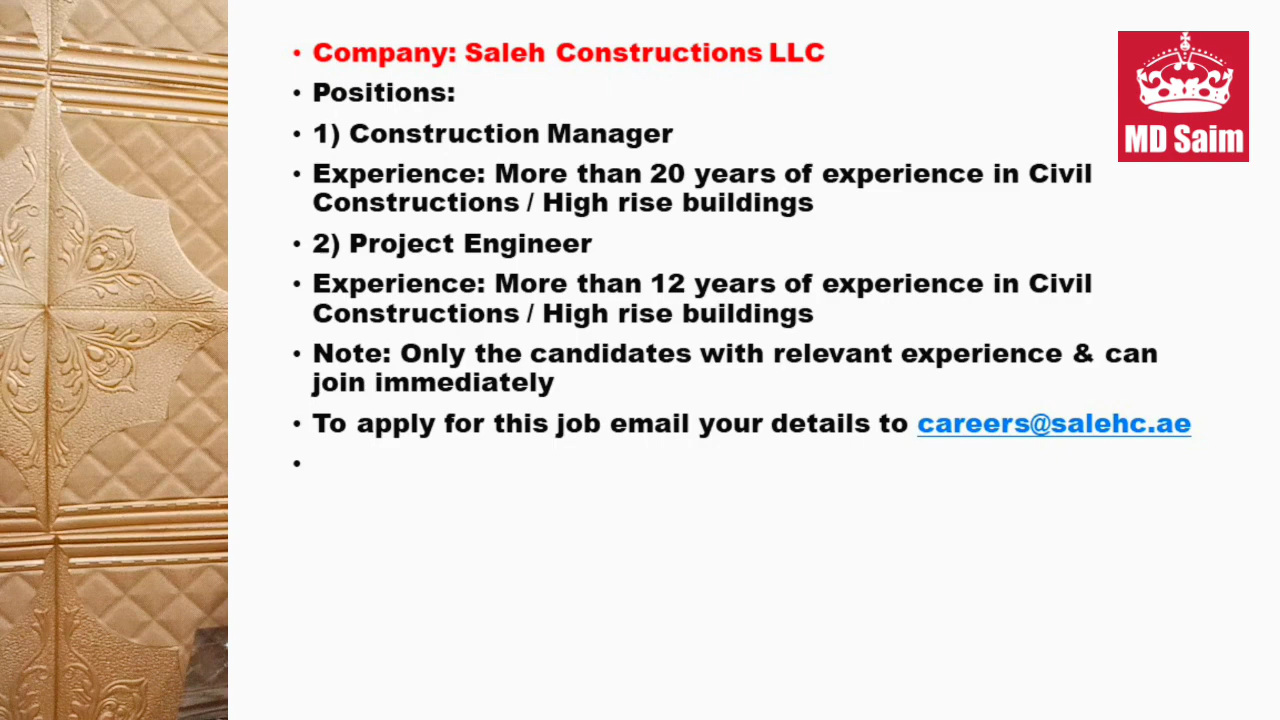 • Company: Saleh Constructions LLC
MD Saim
• Positions:
• 1) Construction Manager
• Experience: More than 20 years of experience in Civil
Constructions / High rise buildings
• 2) Project Engineer
• Experience: More than 12 years of experience in Civil
Constructions / High rise buildings
• Note: Only the candidates with relevant experience & can
join immediately
• To apply for this job email your details to careers@salehc.ae
•